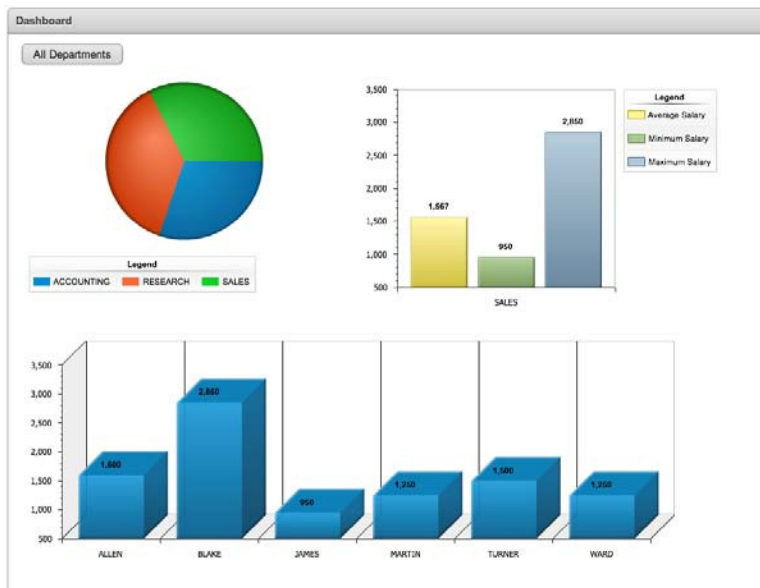 Dashboard
All Departments
Legend
ACCOUNTING RESEARCH SALES
3,500
3,000
2,500
2,000
1,500
1,000
500
1,567
950
2,850
SALES
Legend
Average Salary
Minimum Salary
Maximum Salary
3,500
3,000
2,500
2,000
1,500
1,000
500
1,600
2,850
950
1,250
1,500
1,250
ALLEN BLAKE JAMES MARTIN TURNER WARD